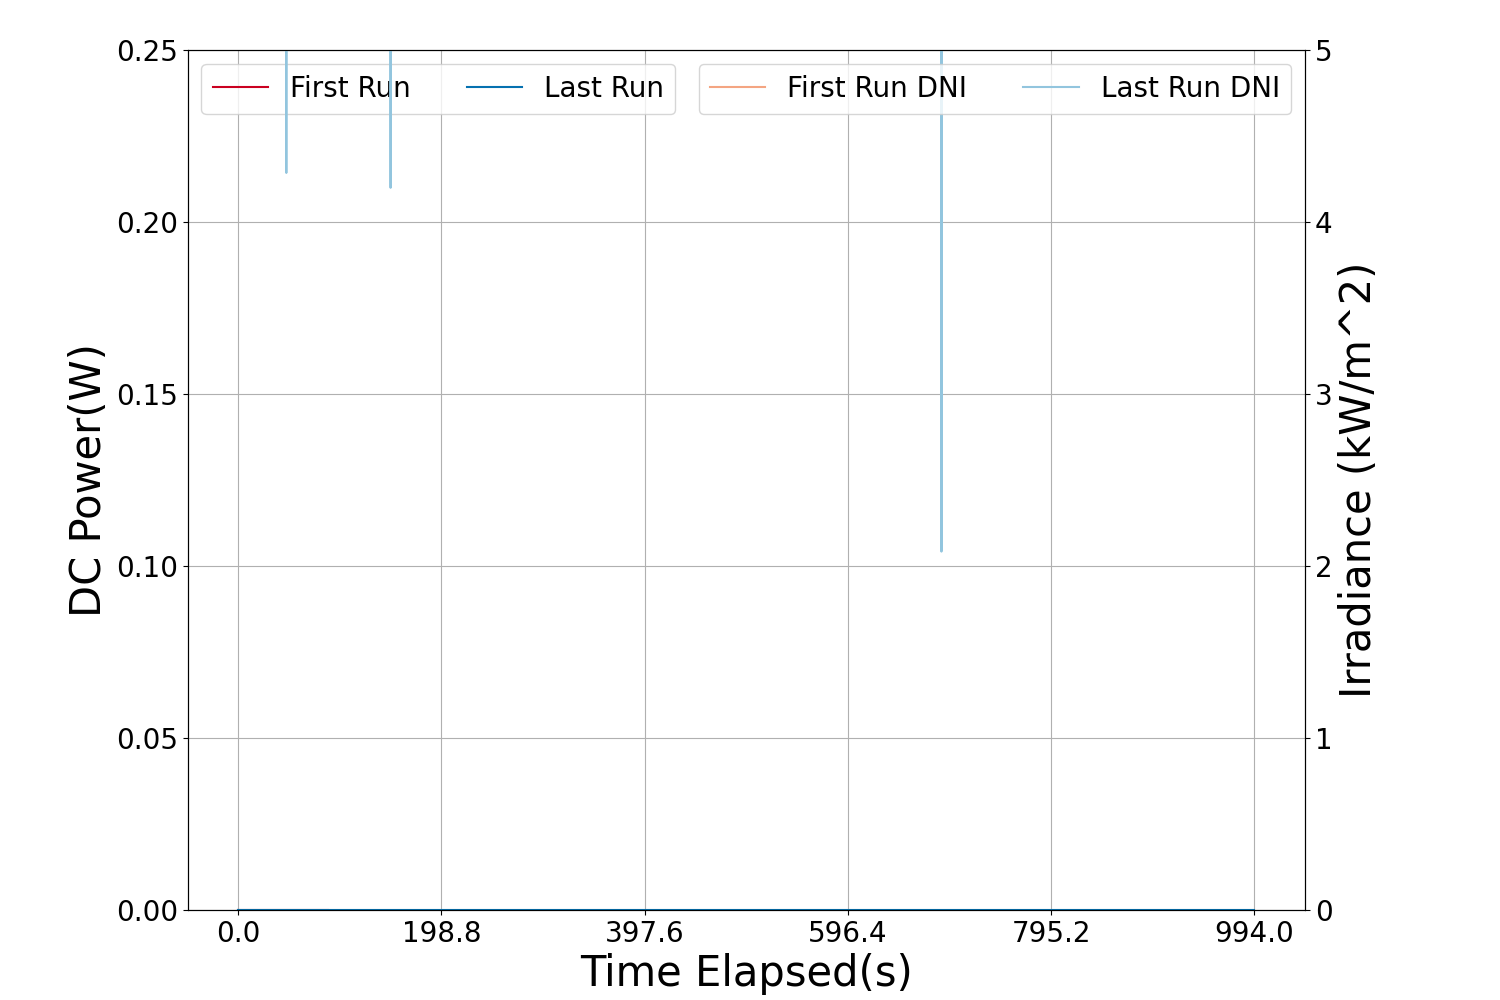 0.25
0.20
0.15
0.10
0.05
0.00
DC Power(W)
First Run
Last Run
First Run DNI
Last Run DNI
5
4
3
2
1
0
Irradiance (kW/m^2)
0.0
198.8
397.6
596.4
795.2
994.0
Time Elapsed(s)